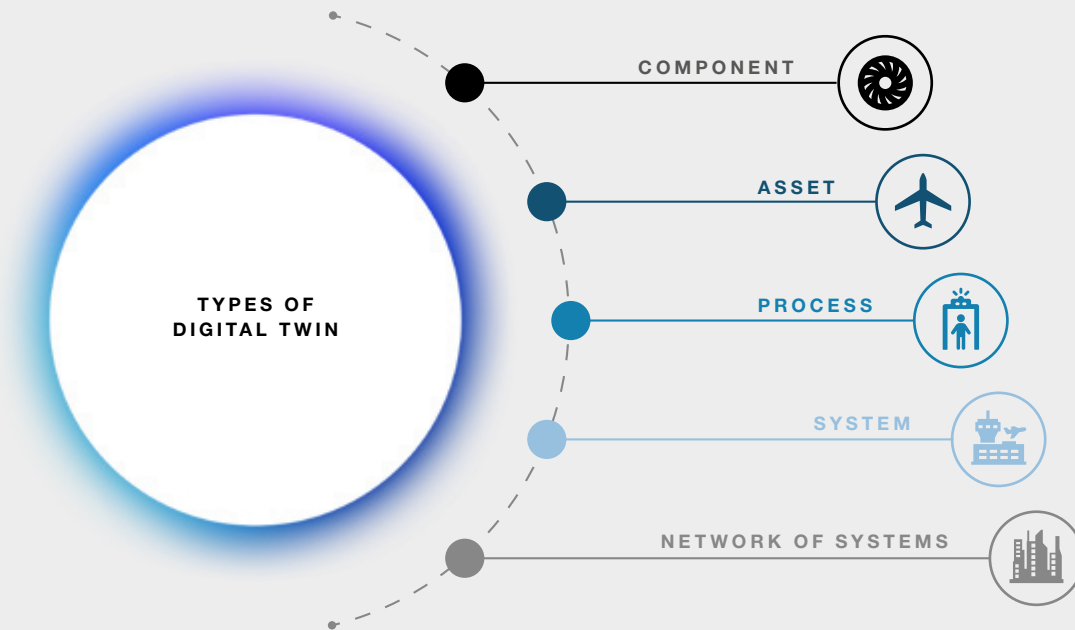 TYPES OF
DIGITAL TWIN
COMPONENT
ASSET
PROCESS
SYSTEM
NETWORK OF SYSTEMS